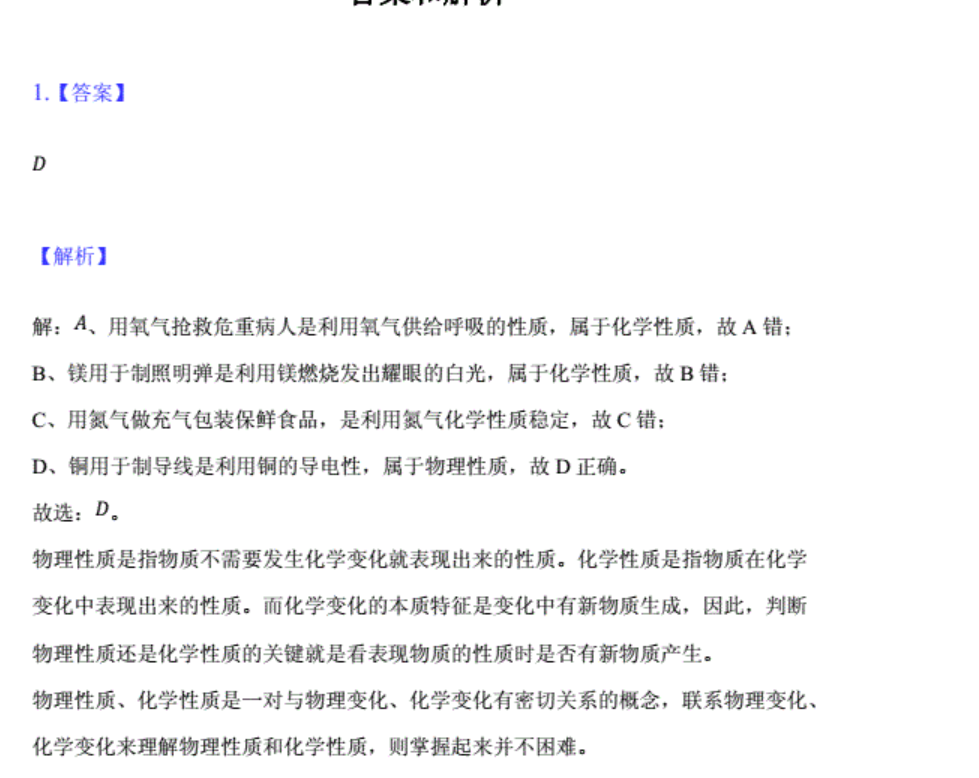 答案和解析
1.【答案】
D
【解析】
解：A、用氧气抢救危重病人是利用氧气供给呼吸的性质，属于化学性质，故 A 错；
B、镁用于制照明弹是利用镁燃烧发出耀眼的白光，属于化学性质，故 B 错；
C、用氮气做充气包装保鲜食品，是利用氮气化学性质稳定，故 C 错；
D、铜用于制导线是利用铜的导电性，属于物理性质，故 D 正确。
故选：D。
物理性质是指物质不需要发生化学变化就表现出来的性质。化学性质是指物质在化学
变化中表现出来的性质。而化学变化的本质特征是变化中有新物质生成，因此，判断
物理性质还是化学性质的关键就是看表现物质的性质时是否有新物质产生。
物理性质、化学性质是一对与物理变化、化学变化有密切关系的概念，联系物理变化、
化学变化来理解物理性质和化学性质，则掌握起来并不困难。